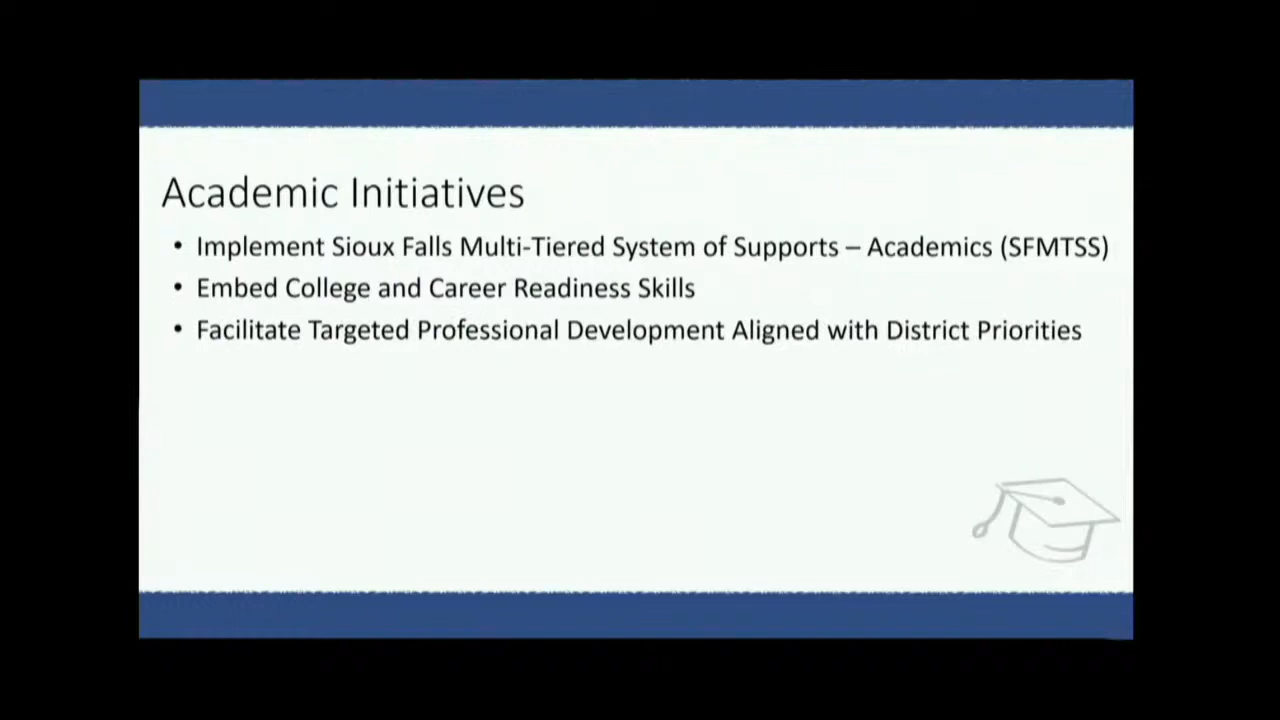 Academic Initiatives
• Implement Sioux Falls Multi-Tiered System of Supports – Academics (SFMTSS)
• Embed College and Career Readiness Skills
• Facilitate Targeted Professional Development Aligned with District Priorities